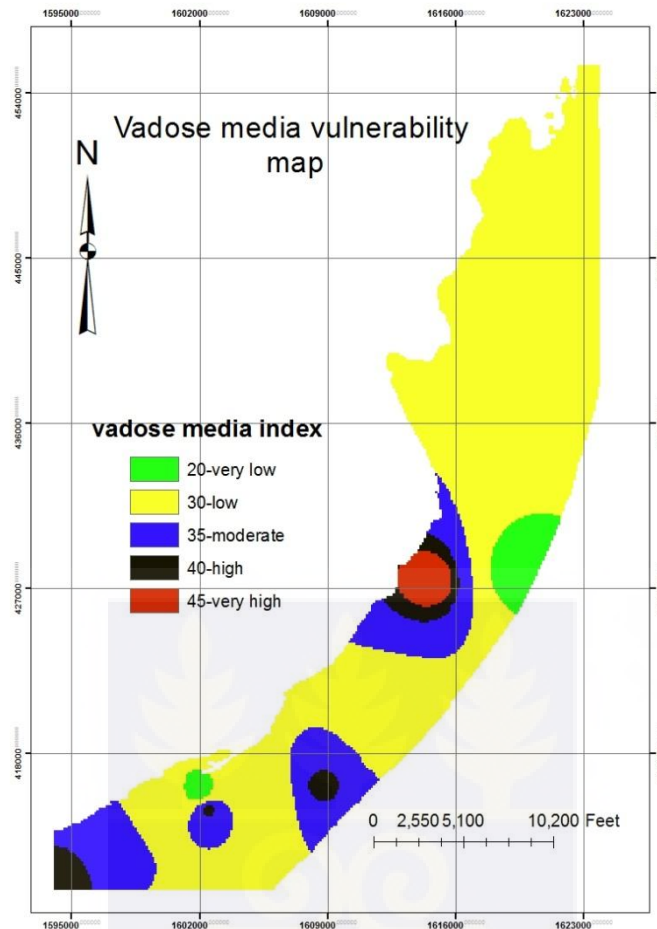 1595000 1602000 1609000 1616000 1623000
Vadose media vulnerability
map
N
454000
445000
436000
427000
418000
vadose media index
20-very low
30-low
35-moderate
40-high
45-very high
0 2,550 5,100 10,200 Feet
1595000 1602000 1609000 1616000 1623000